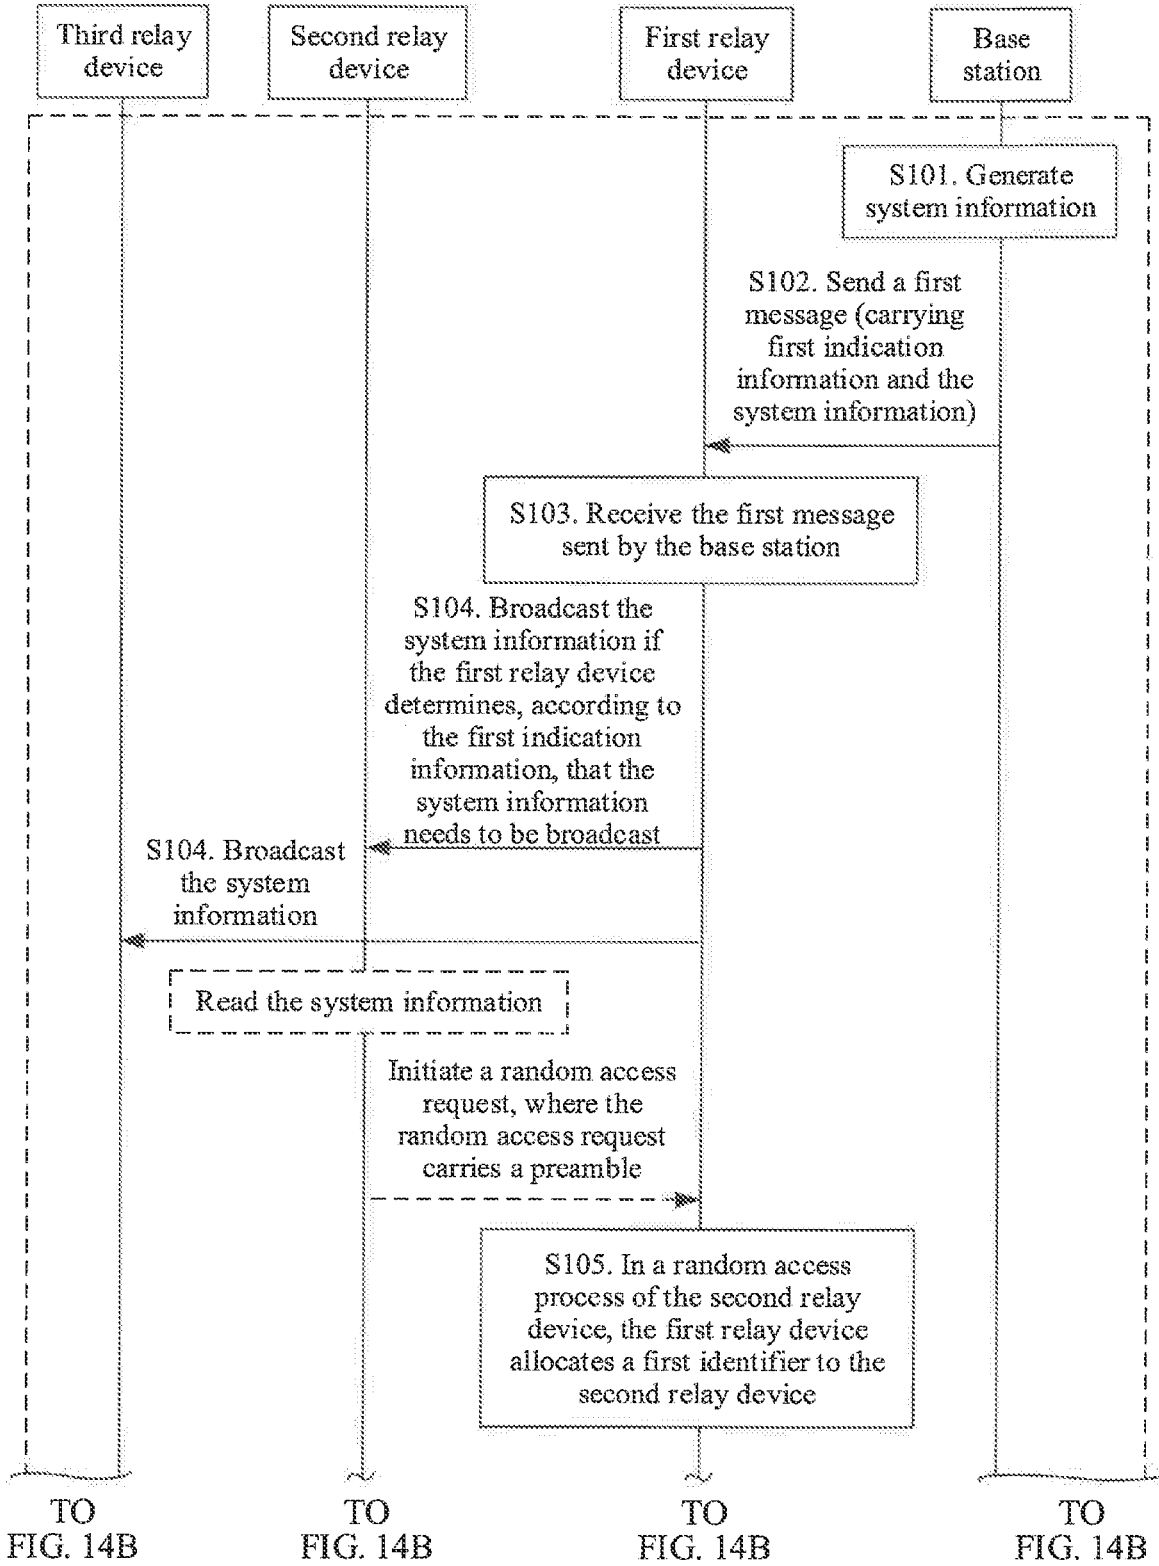 Third relay
device
Second relay
device
First relay
device
Base
station
S101. Generate
system information
S102. Send a first
message (carrying
first indication
information and the
system information)
S103. Receive the first message
sent by the base station
S104. Broadcast the
system information if
the first relay device
determines, according to
the first indication
information, that the
system information
needs to be broadcast
S104. Broadcast
the system
information
Read the system information
Initiate a random access
request, where the
random access request
carries a preamble
S105. In a random access
process of the second relay
device, the first relay device
allocates a first identifier to the
second relay device
TO
FIG. 14B
TO
FIG. 14B
TO
FIG. 14B
TO
FIG. 14B